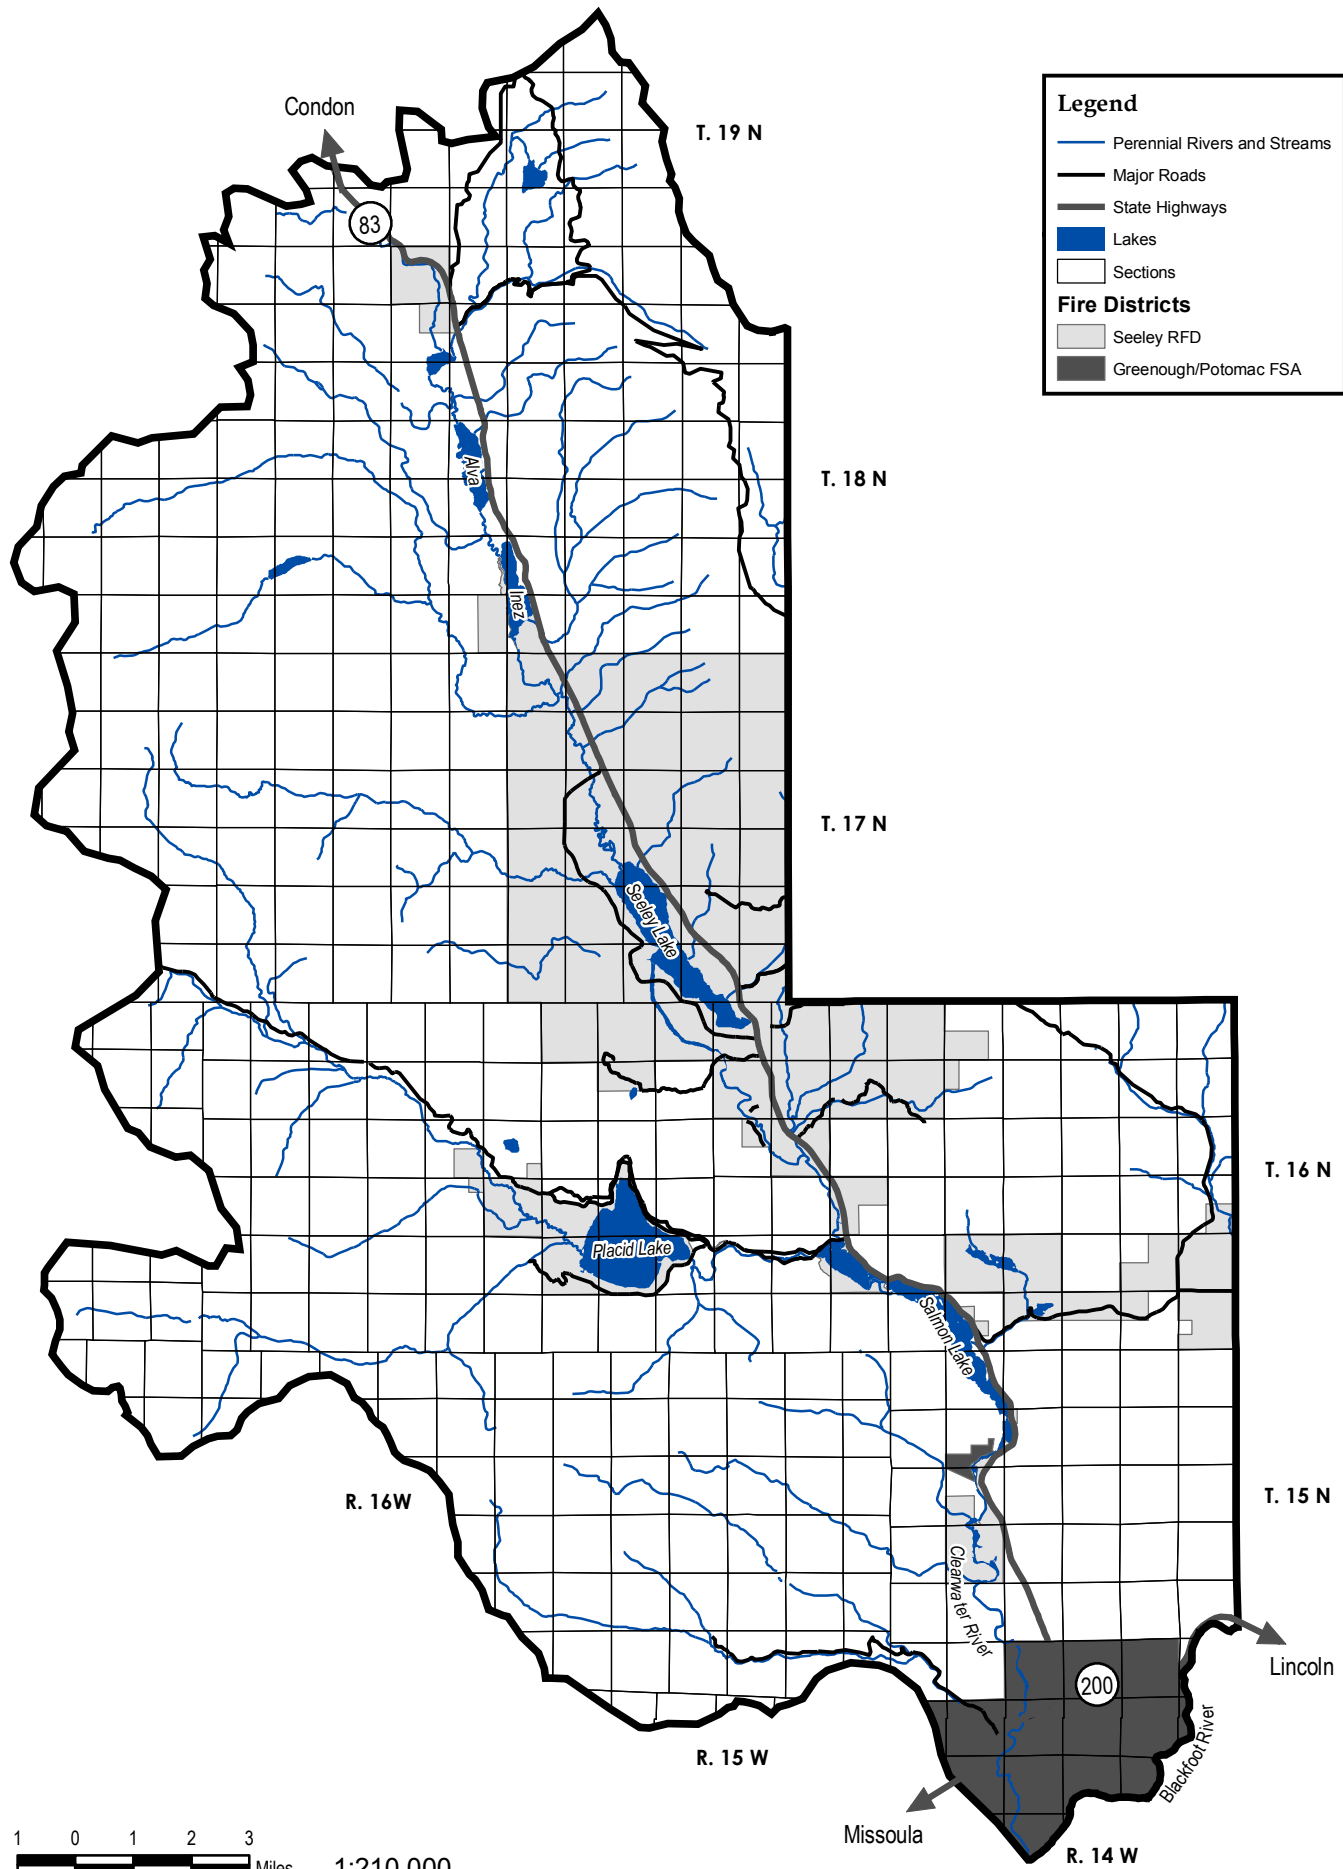 Condon
83
T. 19 N
Legend
Perennial Rivers and Streams
Major Roads
State Highways
Lakes
Sections
Fire Districts
Seeley RFD
Greenough/Potomac FSA
Alva
T. 18 N
Inez
T. 17 N
Seeley Lake
T. 16 N
Placid Lake
Salmon Lake
R. 16W
T. 15 N
Clearwater River
Lincoln
200
Blackfoot River
R. 15 W
Missoula
R. 14 W
1 0 1 2 3
Miles
1:210,000